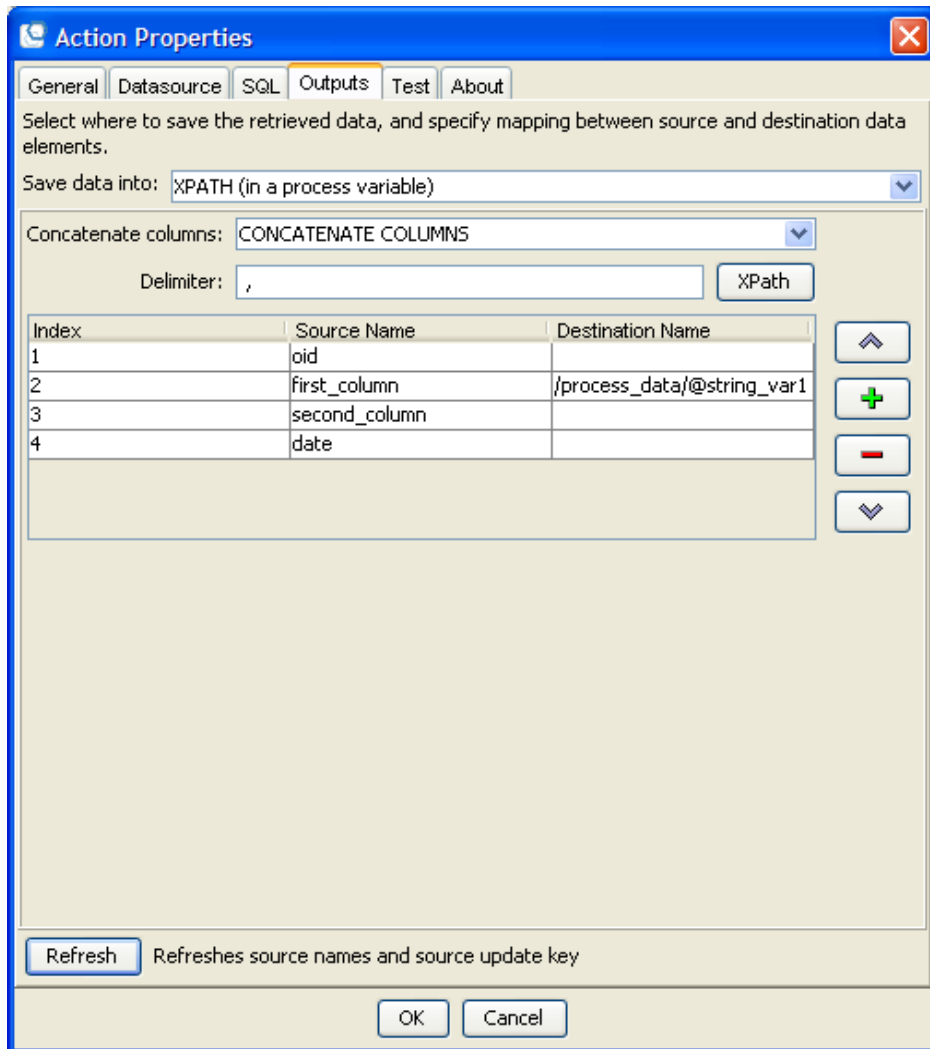 Action Properties
General Datasource SQL Outputs Test About
Select where to save the retrieved data, and specify mapping between source and destination data
elements.
Save data into: XPATH (in a process variable)
Concatenate columns: CONCATENATE COLUMNS
Delimiter: , XPath
Index Source Name Destination Name
1 oid
2 first_column /process_data/@string_var1
3 second_column
4 date
Refresh Refreshes source names and source update key
OK Cancel